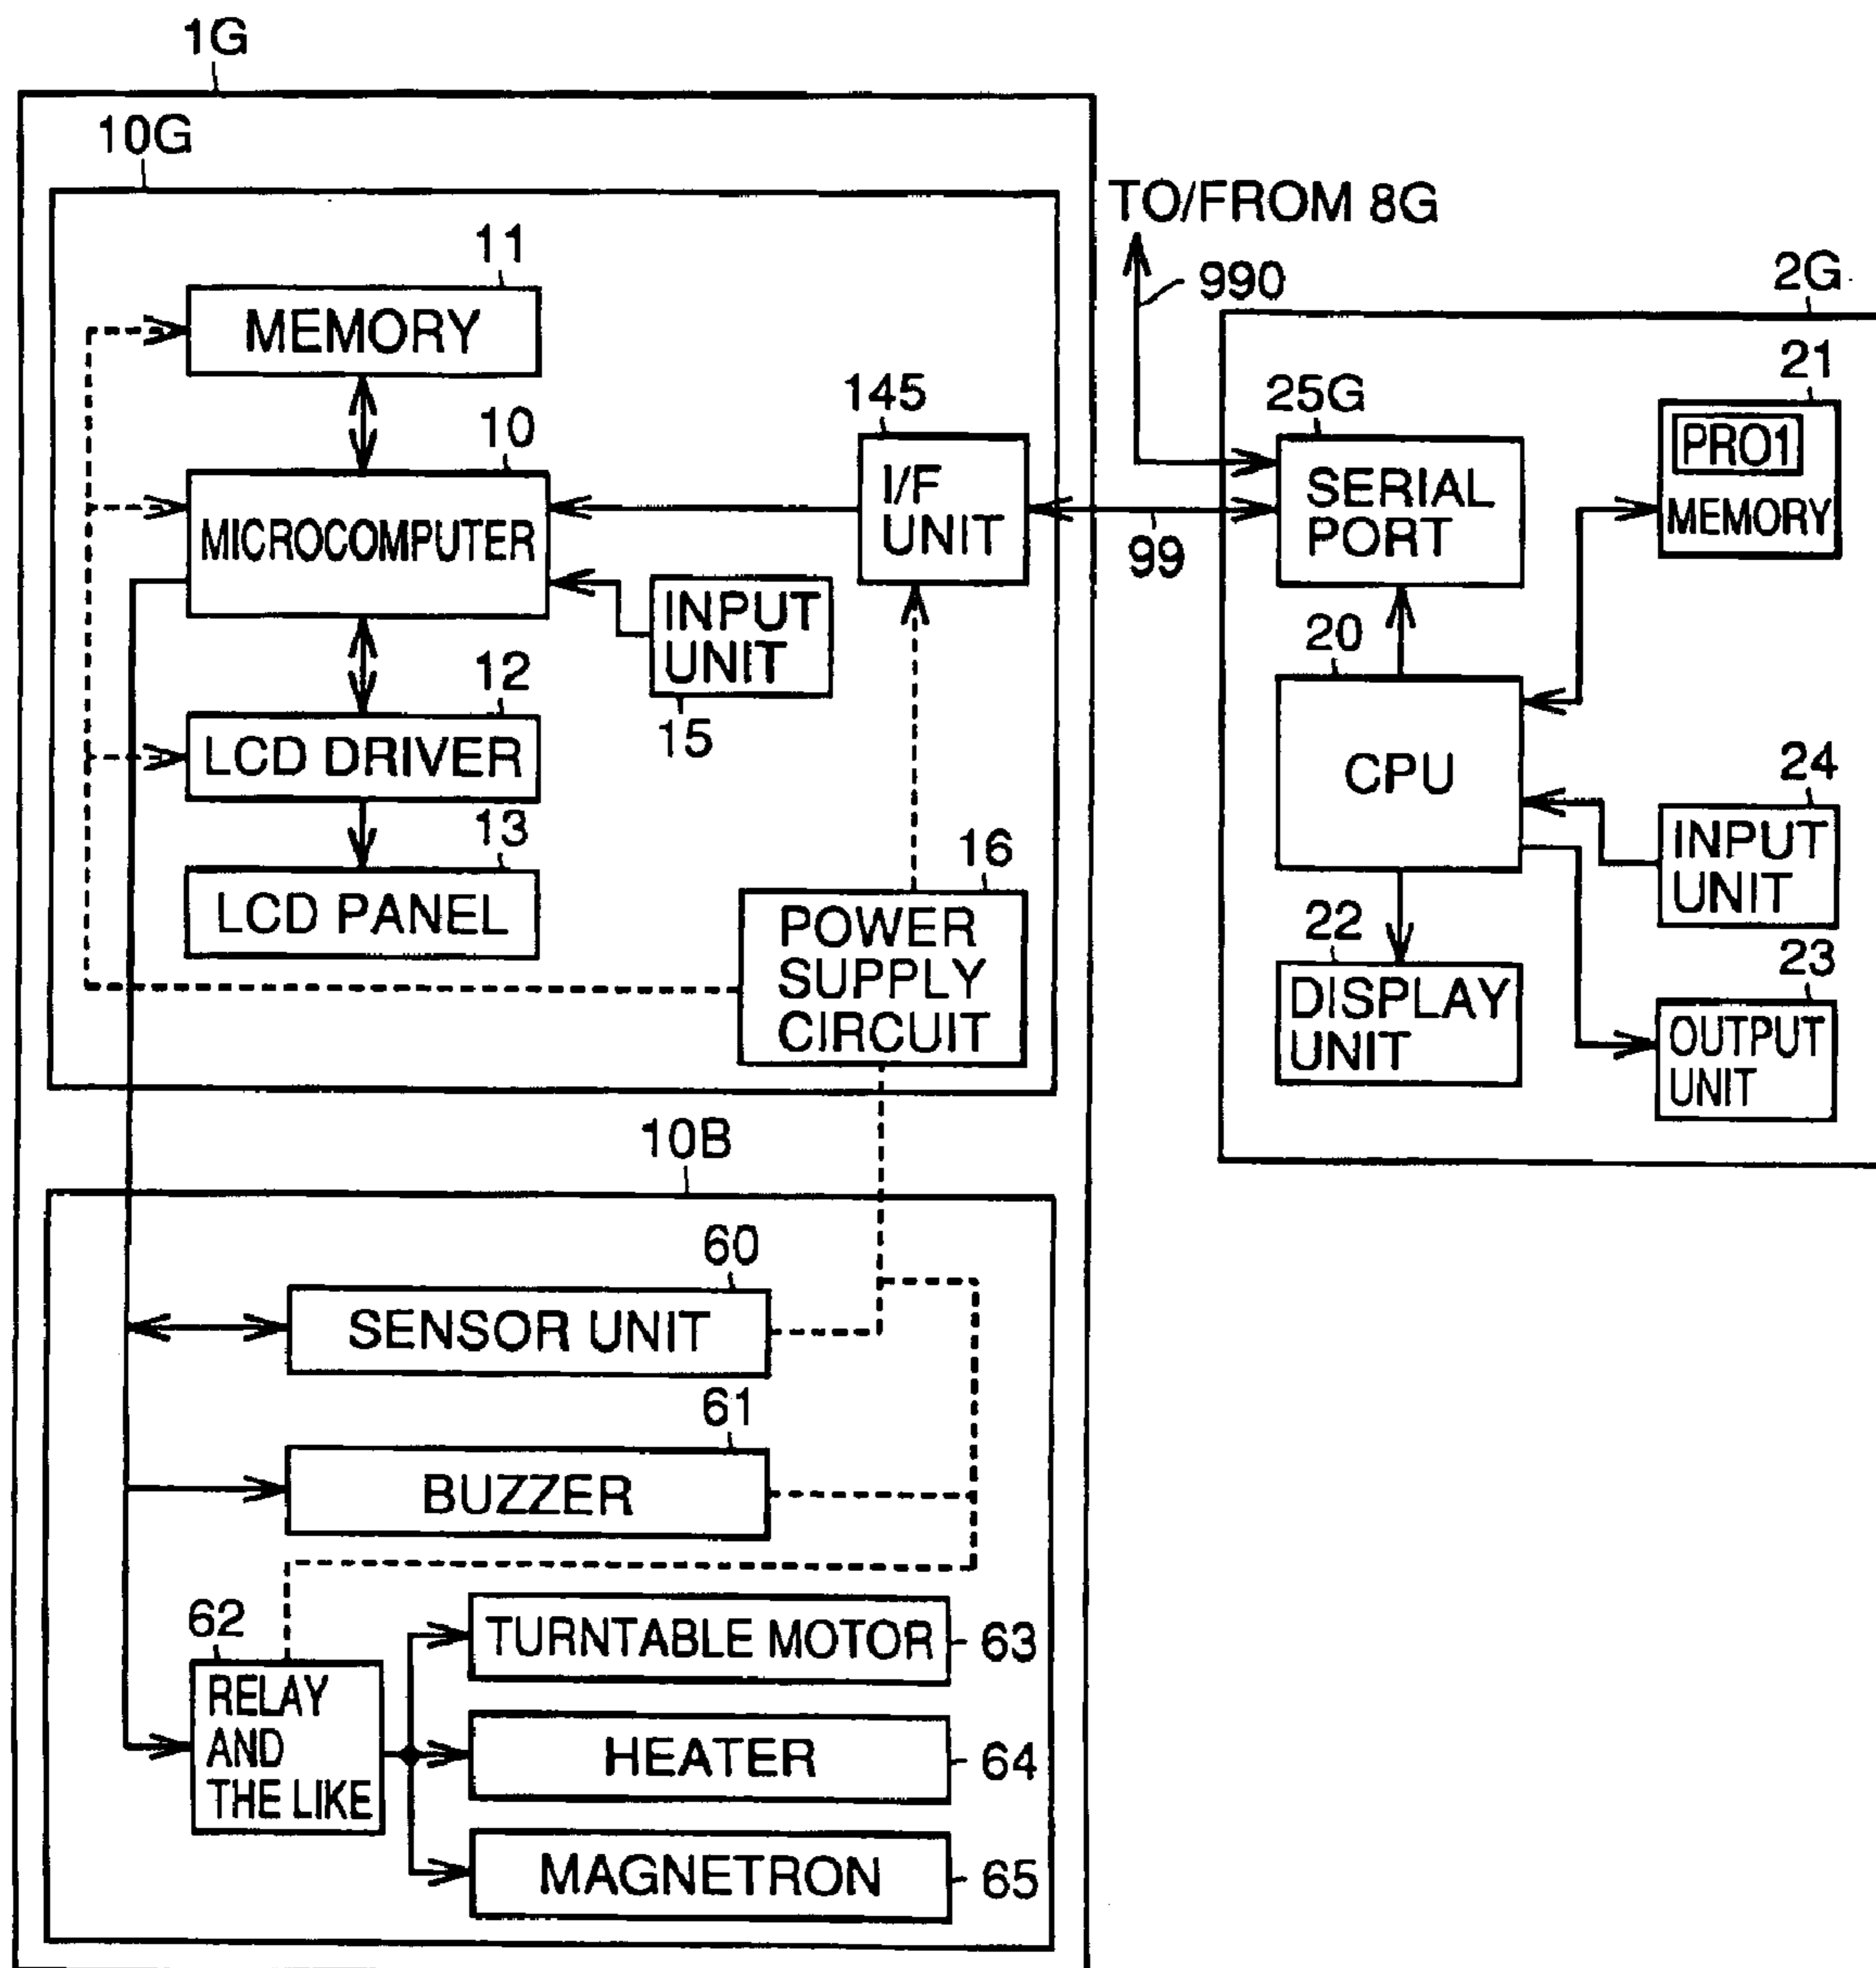 1G
10G
TO/FROM 8G
990
2G
11
MEMORY
145
I/F
UNIT
25G
SERIAL
PORT
21
PRO1
MEMORY
10
MICROCOMPUTER
99
INPUT
UNIT
15
20
CPU
12
LCD DRIVER
13
LCD PANEL
16
POWER
SUPPLY
CIRCUIT
24
INPUT
UNIT
22
DISPLAY
UNIT
23
OUTPUT
UNIT
10B
60
SENSOR UNIT
61
BUZZER
62
RELAY
AND
THE LIKE
TURNTABLE MOTOR
63
HEATER
64
MAGNETRON
65